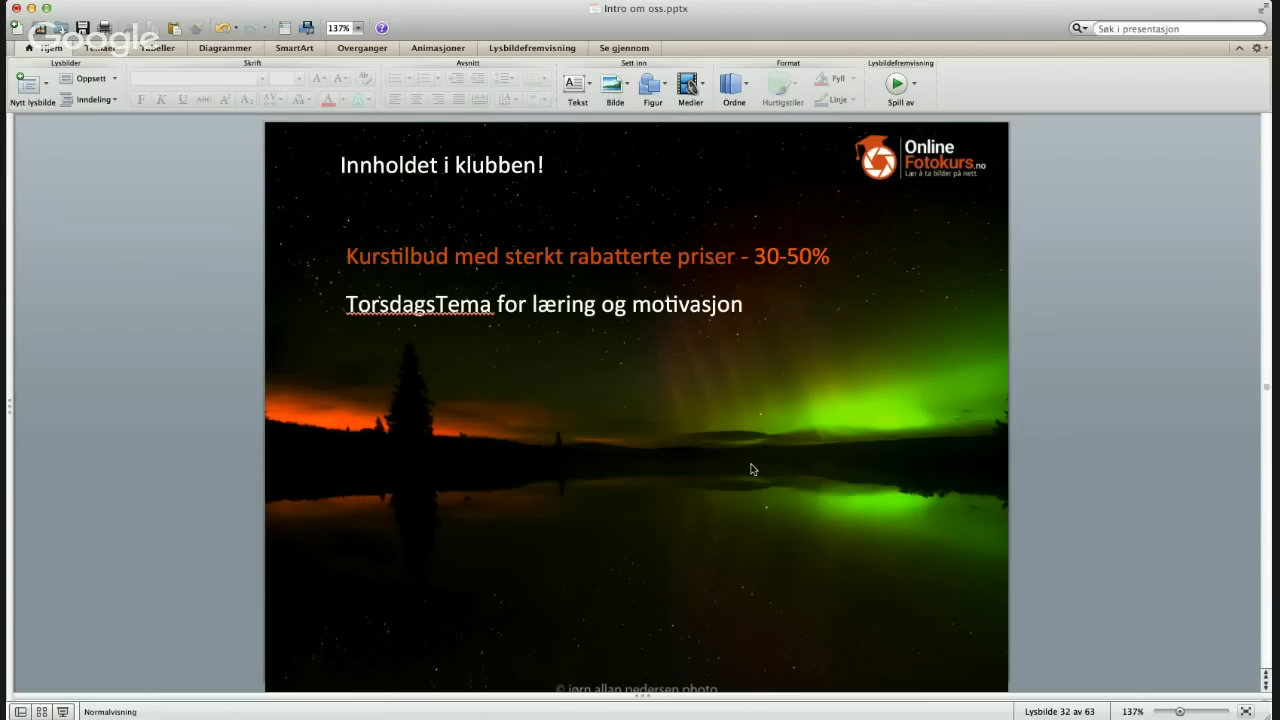 Intro om oss.pptx
Google
137%
Søk i presentasjon
Hjem Temaer Tabeller Diagrammer SmartArt Overganger Animasjoner Lysbildefremvisning Se gjennom
Lysbilder Skrift Avsnitt Sett inn Format Lysbildefremvisning
Nytt lysbilde Oppsett Inndeling Tekst Bilde Figur Medier Ordne Hurtigstiler Fyll Linje Spill av
Innholdet i klubben!
Online
Fotokurs.no
Lær å ta bilder på nett
Kurstilbud med sterkt rabatterte priser - 30-50%
TorsdagsTema for læring og motivasjon
© jørn allan pedersen photo
Normalvisning
Lysbilde 32 av 63
137%